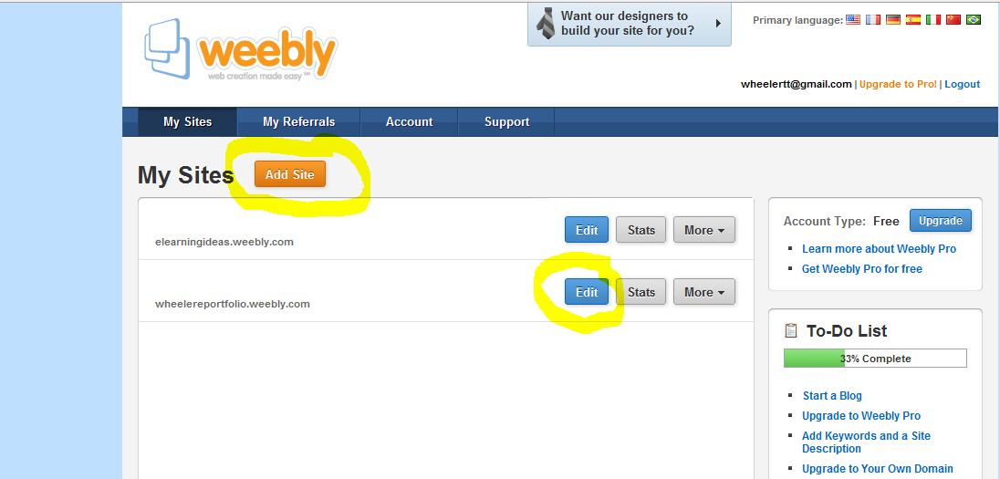 Want our designers to
build your site for you?
Primary language:
weebly
web creation made easy ℠
wheelertt@gmail.com | Upgrade to Pro! | Logout
My Sites My Referrals Account Support
My Sites Add Site
Edit Stats More
elearningideas.weebly.com
Edit Stats More
wheelereportfolio.weebly.com
Account Type: Free Upgrade
Learn more about Weebly Pro
Get Weebly Pro for free
To-Do List
33% Complete
Start a Blog
Upgrade to Weebly Pro
Add Keywords and a Site
Description
Upgrade to Your Own Domain